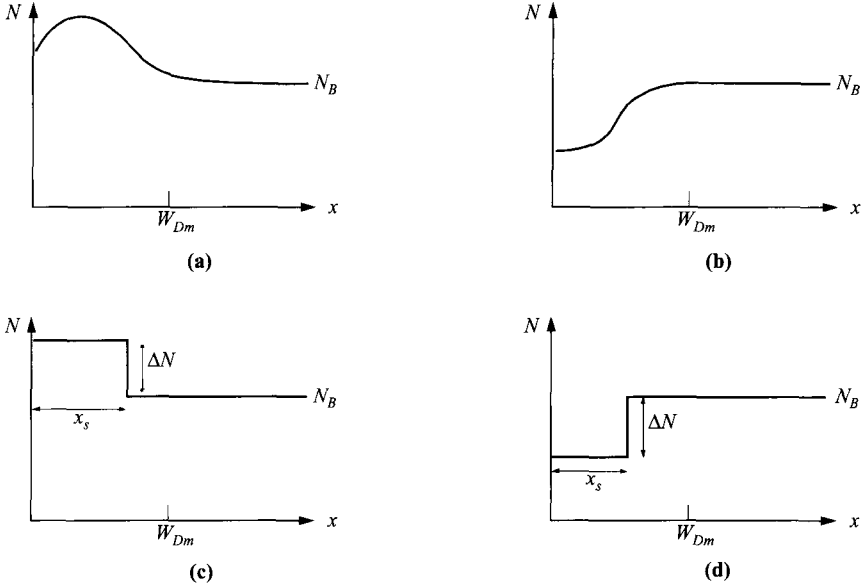 N
N_B
W_Dm
x
(a)
N
N_B
W_Dm
x
(b)
N
ΔN
N_B
x_s
W_Dm
x
(c)
N
N_B
ΔN
x_s
W_Dm
x
(d)